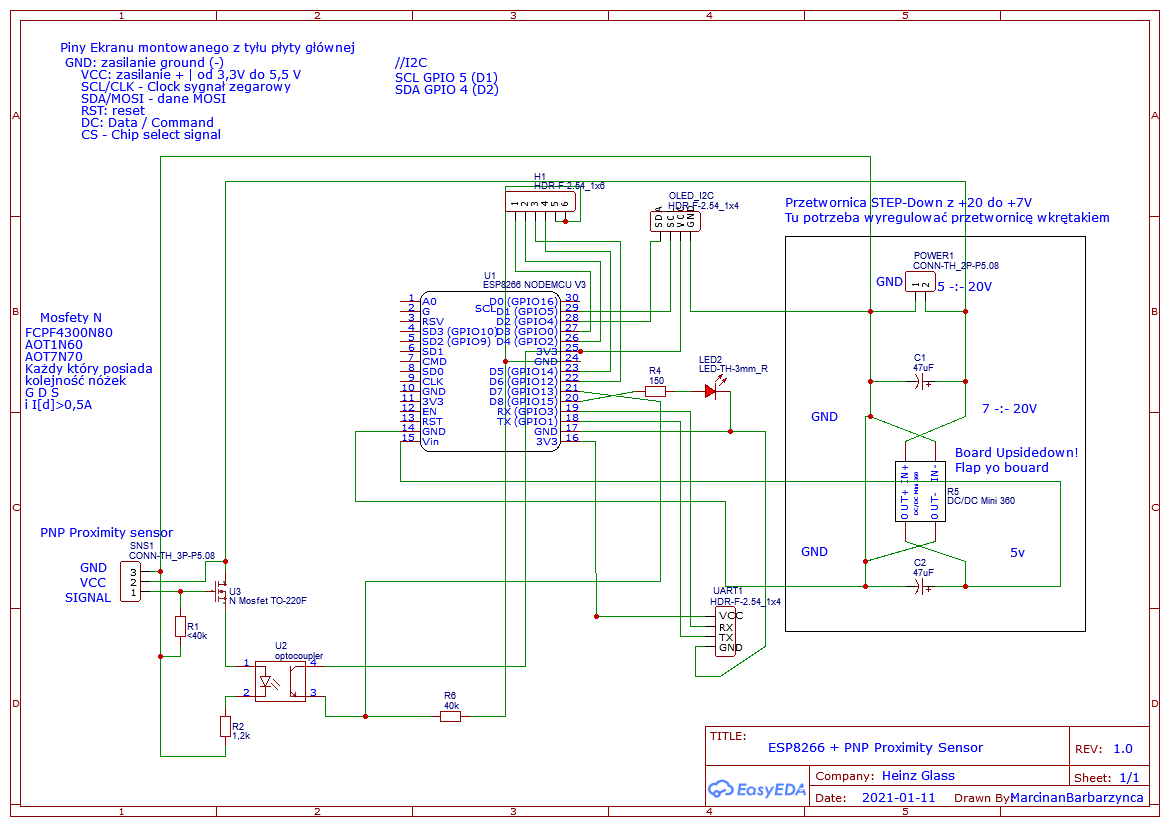 1 2 3 4 5
Piny Ekranu montowanego z tyłu płyty głównej
GND: zasilanie ground (-)
VCC: zasilanie + | od 3,3V do 5,5 V
SCL/CLK - Clock sygnał zegarowy
SDA/MOSI - dane MOSI
RST: reset
DC: Data / Command
CS - Chip select signal
//I2C
SCL GPIO 5 (D1)
SDA GPIO 4 (D2)
A A
H1
HDR-F-2.54_1x6
1 2 3 4 5 6
OLED_I2C
HDR-F-2.54_1x4
SDA
SCL
VCC
GND
Przetwornica STEP-Down z +20 do +7V
Tu potrzeba wyregulować przetwornicę wkrętakiem
POWER1
CONN-TH_2P-P5.08
GND 1 2 5 -:- 20V
B B
U1
ESP8266 NODEMCU V3
1 A0 D0 (GPIO16) 30
2 G SCL D1 (GPIO5) 29
3 RSV D2 (GPIO4) 28
4 SD3 (GPIO10) D3 (GPIO0) 27
5 SD2 (GPIO9) D4 (GPIO2) 26
6 SD1 3V3 25
7 CMD GND 24
8 SD0 D5 (GPIO14) 23
9 CLK D6 (GPIO12) 22
10 GND D7 (GPIO13) 21
11 3V3 D8 (GPIO15) 20
12 EN RX (GPIO3) 19
13 RST TX (GPIO1) 18
14 GND GND 17
15 Vin 3V3 16
Mosfety N
FCPF4300N80
AOT1N60
AOT7N70
Każdy który posiada
kolejność nóżek
G D S
i I[d]>0,5A
R4
150
LED2
LED-TH-3mm_R
C1
47uF
+
GND
7 -:- 20V
Board Upsidedown!
Flap yo bouard
IN+
IN-
DC/DC Mini 360
OUT+
OUT-
R5
DC/DC Mini 360
C C
GND
5v
C2
47uF
+
PNP Proximity sensor
SNS1
CONN-TH_3P-P5.08
GND 3
VCC 2
SIGNAL 1
U3
N Mosfet TO-220F
R1
<40k
UART1
HDR-F-2.54_1x4
VCC
RX
TX
GND
U2
optocoupler
1 4
2 3
R6
40k
R2
1,2k
D D
TITLE:
ESP8266 + PNP Proximity Sensor
REV: 1.0
EasyEDA
Company: Heinz Glass
Sheet: 1/1
Date: 2021-01-11 Drawn By: MarcinanBarbarzynca
1 2 3 4 5